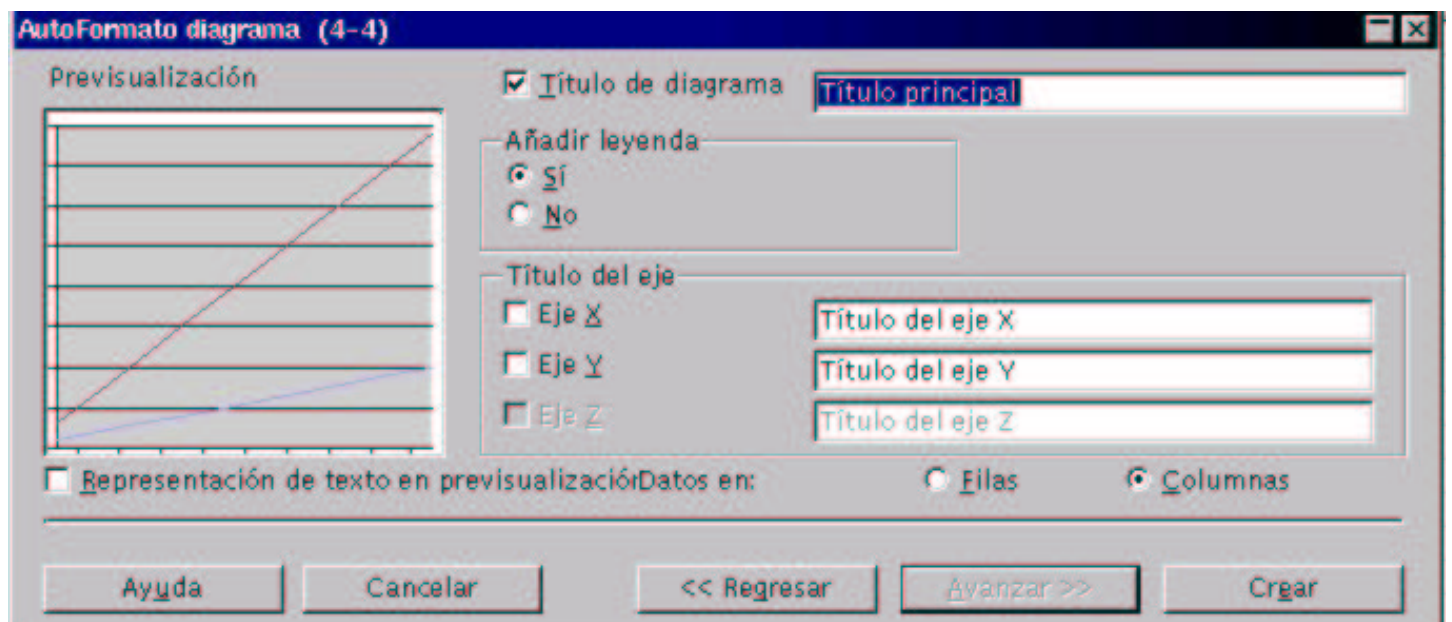 AutoFormato diagrama (4-4)
Previsualización
Título de diagrama
Título principal
Añadir leyenda
Sí
No
Título del eje
Eje X
Título del eje X
Eje Y
Título del eje Y
Eje Z
Título del eje Z
Representación de texto en previsualización
Datos en:
Filas
Columnas
Ayuda
Cancelar
<< Regresar
Avanzar >>
Crear